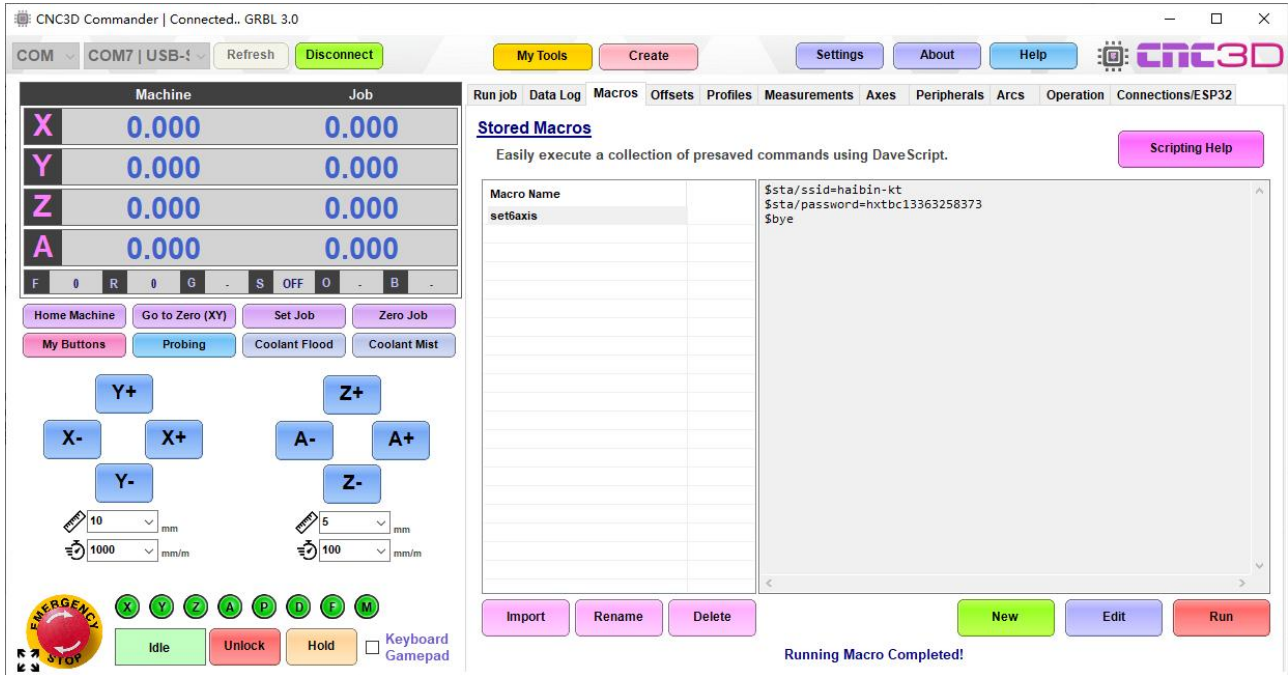 CNC3D Commander | Connected.. GRBL 3.0
COM COM7 | USB-S Refresh Disconnect My Tools Create Settings About Help CNC3D
Machine Job
X 0.000 0.000
Y 0.000 0.000
Z 0.000 0.000
A 0.000 0.000
F 0 R 0 G - S OFF O - B -
Home Machine Go to Zero (XY) Set Job Zero Job
My Buttons Probing Coolant Flood Coolant Mist
Y+ Z+
X- X+ A- A+
Y- Z-
10 mm 5 mm
1000 mm/m 100 mm/m
EMERGENCY STOP
X Y Z A P D F M
Idle Unlock Hold Keyboard
Gamepad
Run job Data Log Macros Offsets Profiles Measurements Axes Peripherals Arcs Operation Connections/ESP32
Stored Macros
Easily execute a collection of presaved commands using DaveScript.
Scripting Help
Macro Name
set6axis
$sta/ssid=haibin-kt
$sta/password=hxtbc13363258373
$bye
Import Rename Delete New Edit Run
Running Macro Completed!